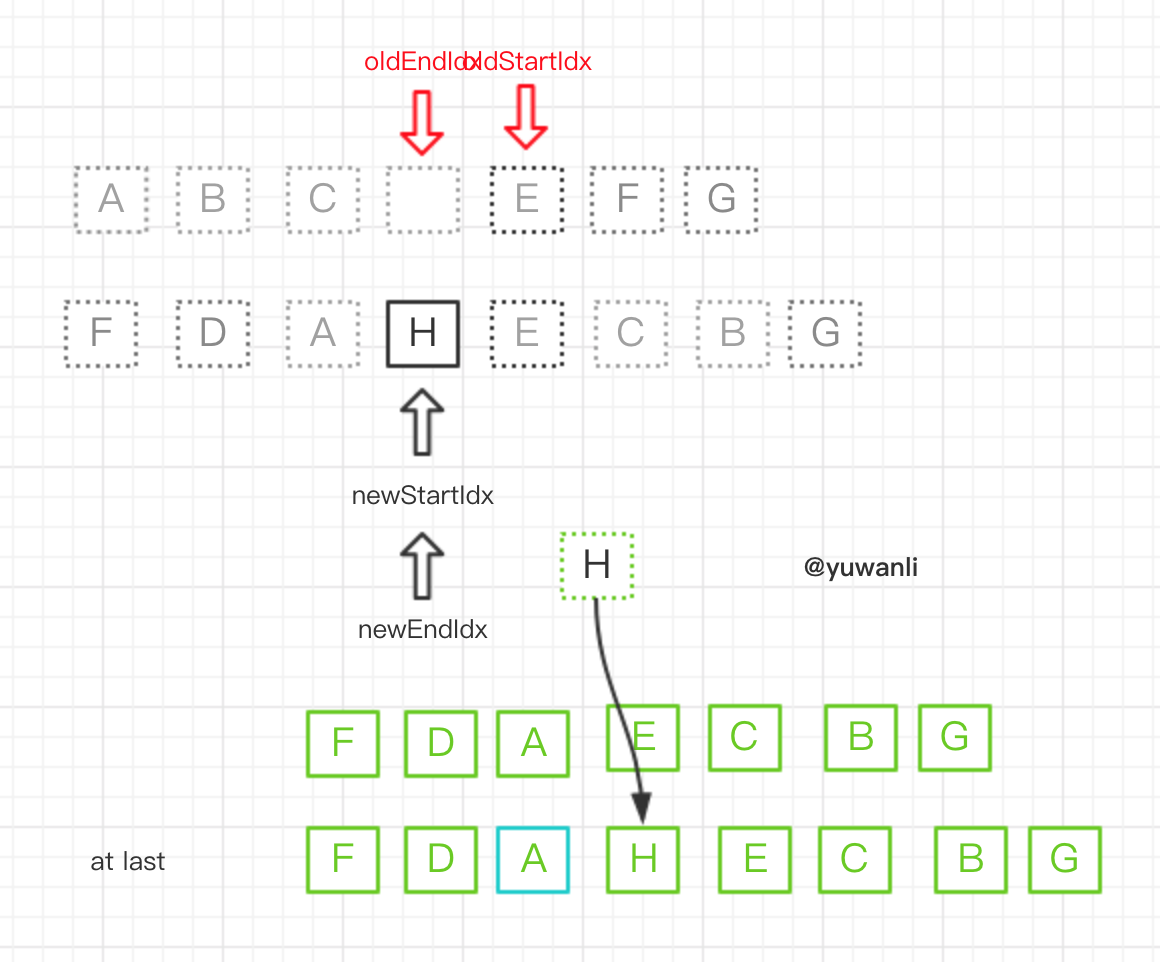 oldEndIdx oldStartIdx
A B C E F G
F D A H E C B G
newStartIdx
H
@yuwanli
newEndIdx
F D A E C B G
at last F D A H E C B G